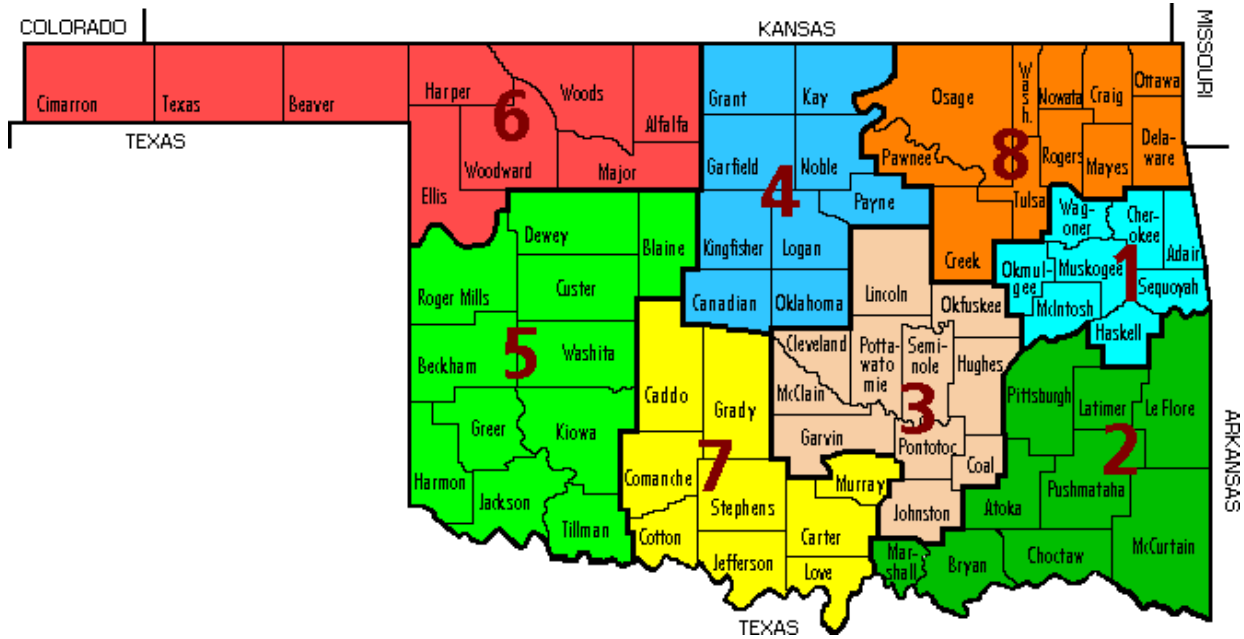 COLORADO
KANSAS
MISSOURI
Cimarron
Texas
Beaver
Harper
Woods
Alfalfa
6
Woodward
Major
Ellis
TEXAS
Grant
Kay
Garfield
Noble
4
Payne
Kingfisher
Logan
Canadian
Oklahoma
Osage
Wash.
Nowata
Craig
Ottawa
Pawnee
8
Rogers
Mayes
Dela-
ware
Tulsa
Creek
Wag-
oner
Cher-
okee
Adair
Okmul-
gee
Muskogee
1
Sequoyah
McIntosh
Haskell
Dewey
Blaine
Roger Mills
Custer
Beckham
5
Washita
Greer
Kiowa
Harmon
Jackson
Tillman
Caddo
Grady
Comanche
7
Stephens
Murray
Cotton
Jefferson
Carter
Love
Lincoln
Okfuskee
Cleveland
Potta-
wato
mie
Semi-
nole
Hughes
McClain
3
Garvin
Pontotoc
Coal
Johnston
Pittsburgh
Latimer
Le Flore
2
Atoka
Pushmataha
Mar-
shall
Bryan
Choctaw
McCurtain
ARKANSAS
TEXAS